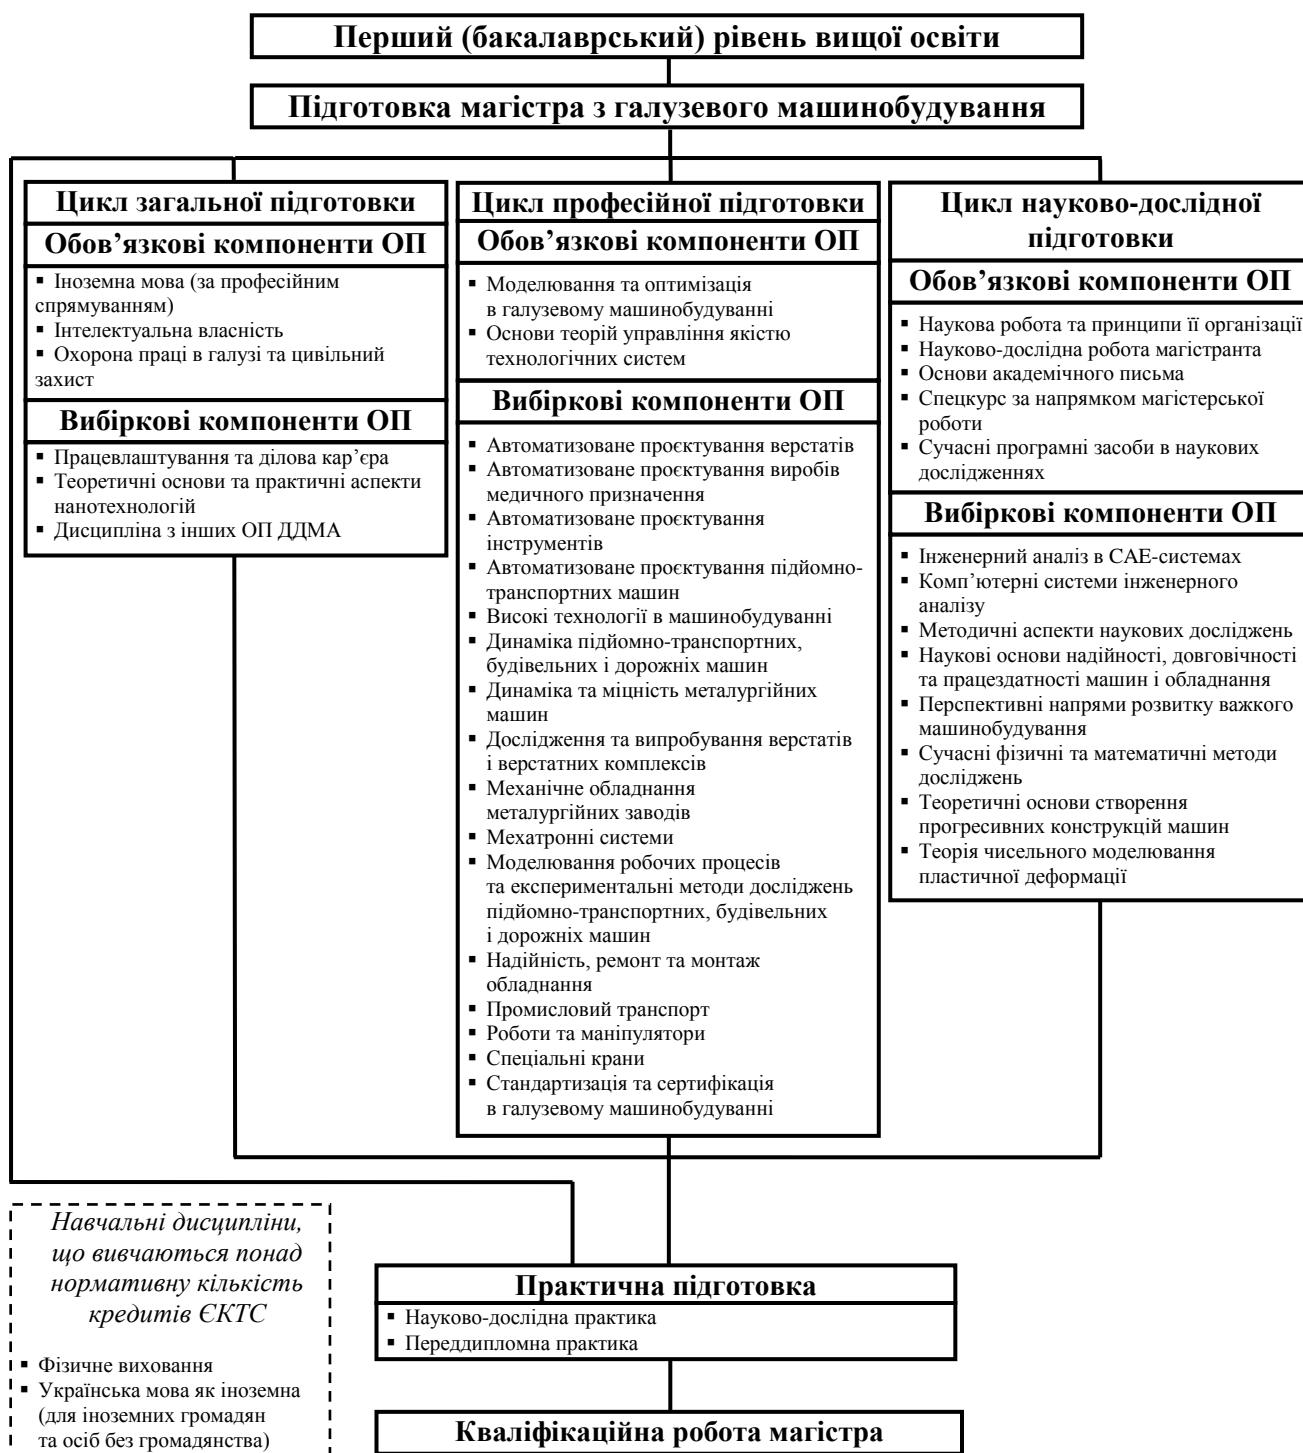 Перший (бакалаврський) рівень вищої освіти
Підготовка магістра з галузевого машинобудування
Цикл загальної підготовки
Обов’язкові компоненти ОП
▪ Іноземна мова (за професійним
спрямуванням)
▪ Інтелектуальна власність
▪ Охорона праці в галузі та цивільний
захист
Вибіркові компоненти ОП
▪ Працевлаштування та ділова кар’єра
▪ Теоретичні основи та практичні аспекти
нанотехнологій
▪ Дисципліна з інших ОП ДДМА
Цикл професійної підготовки
Обов’язкові компоненти ОП
▪ Моделювання та оптимізація
в галузевому машинобудуванні
▪ Основи теорій управління якістю
технологічних систем
Вибіркові компоненти ОП
▪ Автоматизоване проєктування верстатів
▪ Автоматизоване проєктування виробів
медичного призначення
▪ Автоматизоване проєктування
інструментів
▪ Автоматизоване проєктування підйомно-
транспортних машин
▪ Високі технології в машинобудуванні
▪ Динаміка підйомно-транспортних,
будівельних і дорожніх машин
▪ Динаміка та міцність металургійних
машин
▪ Дослідження та випробування верстатів
і верстатних комплексів
▪ Механічне обладнання
металургійних заводів
▪ Мехатронні системи
▪ Моделювання робочих процесів
та експериментальні методи досліджень
підйомно-транспортних, будівельних
і дорожніх машин
▪ Надійність, ремонт та монтаж
обладнання
▪ Промисловий транспорт
▪ Роботи та маніпулятори
▪ Спеціальні крани
▪ Стандартизація та сертифікація
в галузевому машинобудуванні
Цикл науково-дослідної
підготовки
Обов’язкові компоненти ОП
▪ Наукова робота та принципи її організації
▪ Науково-дослідна робота магістранта
▪ Основи академічного письма
▪ Спецкурс за напрямком магістерської
роботи
▪ Сучасні програмні засоби в наукових
дослідженнях
Вибіркові компоненти ОП
▪ Інженерний аналіз в САЕ-системах
▪ Комп’ютерні системи інженерного
аналізу
▪ Методичні аспекти наукових досліджень
▪ Наукові основи надійності, довговічності
та працездатності машин і обладнання
▪ Перспективні напрями розвитку важкого
машинобудування
▪ Сучасні фізичні та математичні методи
досліджень
▪ Теоретичні основи створення
прогресивних конструкцій машин
▪ Теорія чисельного моделювання
пластичної деформації
Навчальні дисципліни,
що вивчаються понад
нормативну кількість
кредитів ЄКТС
▪ Фізичне виховання
▪ Українська мова як іноземна
(для іноземних громадян
та осіб без громадянства)
Практична підготовка
▪ Науково-дослідна практика
▪ Переддипломна практика
Кваліфікаційна робота магістра